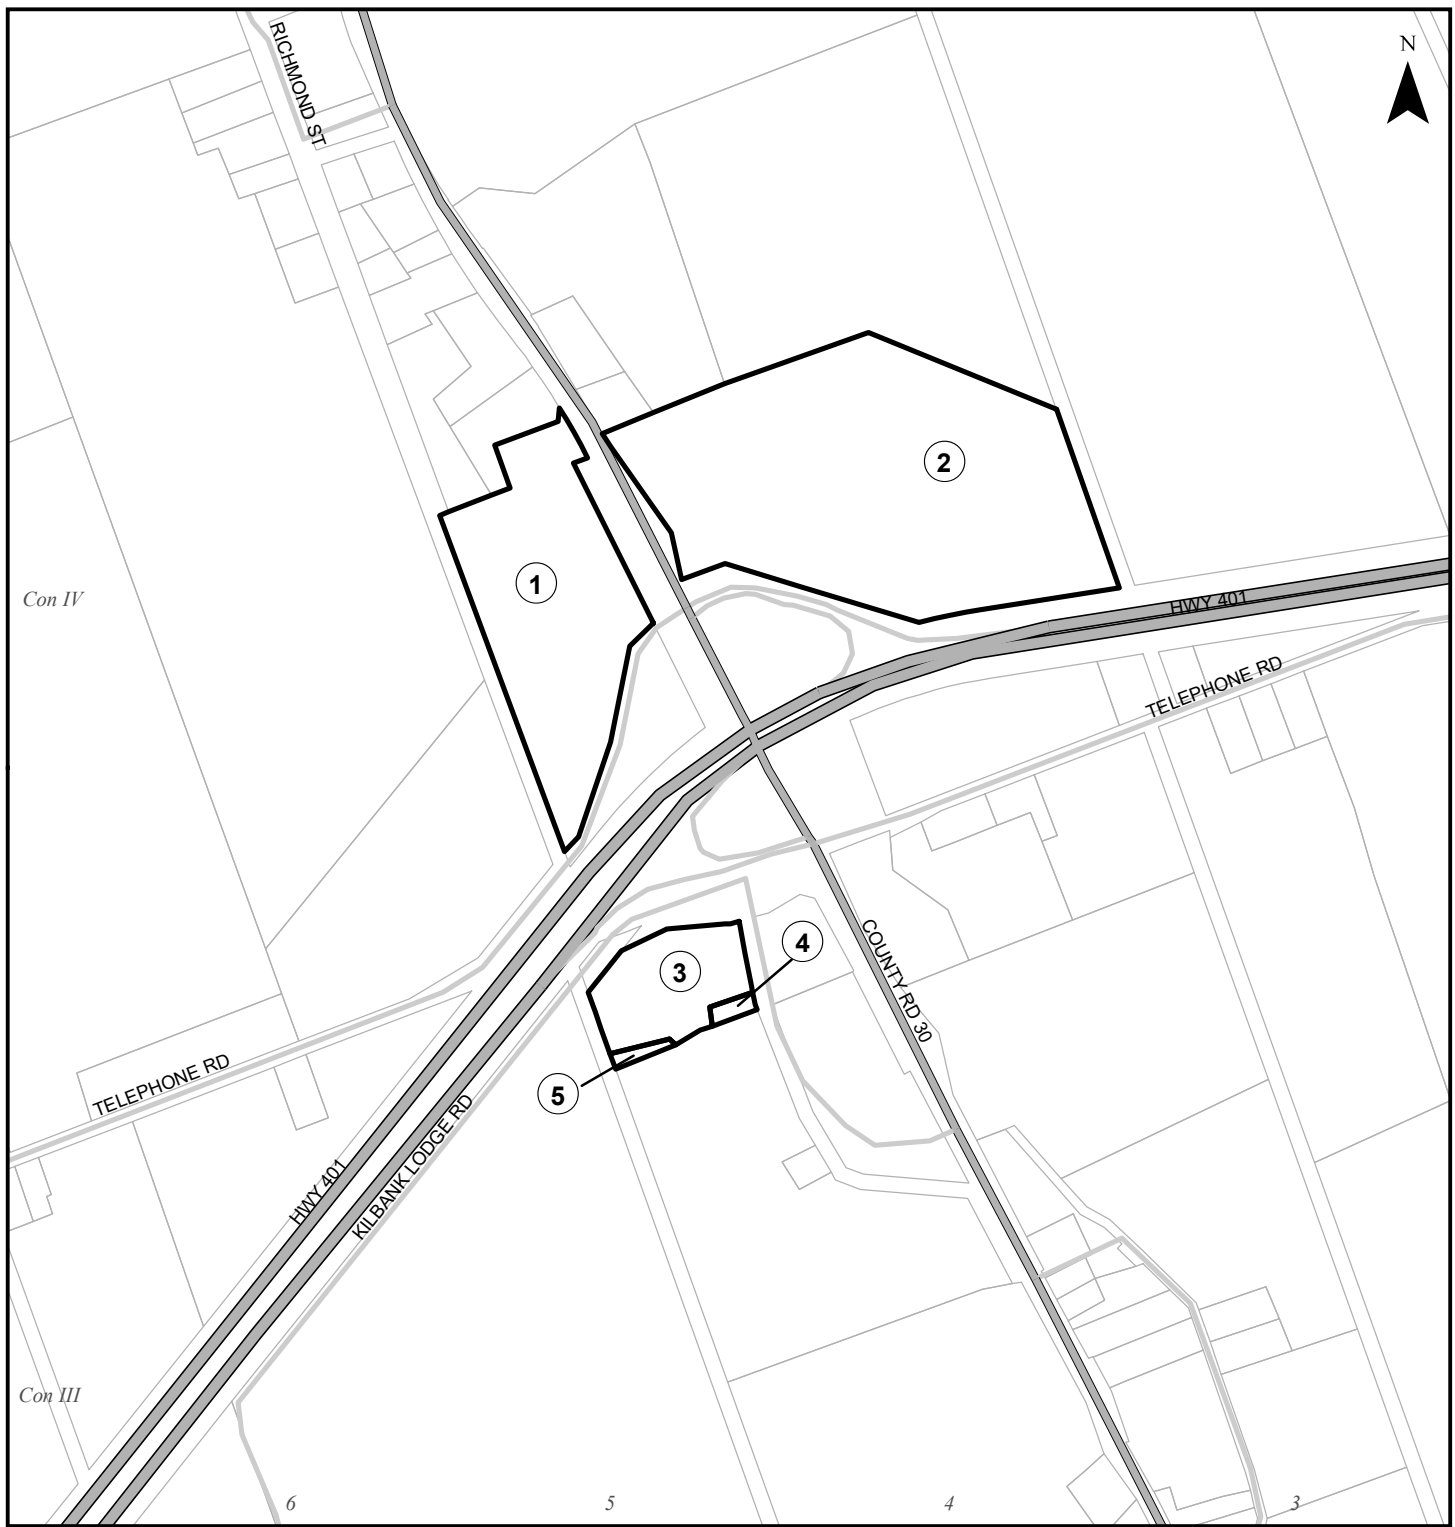 RICHMOND ST
N
2
1
Con IV
HWY 401
TELEPHONE RD
4
3
COUNTY RD 30
5
TELEPHONE RD
HWY 401
KILBANK LODGE RD
Con III
6
5
4
3